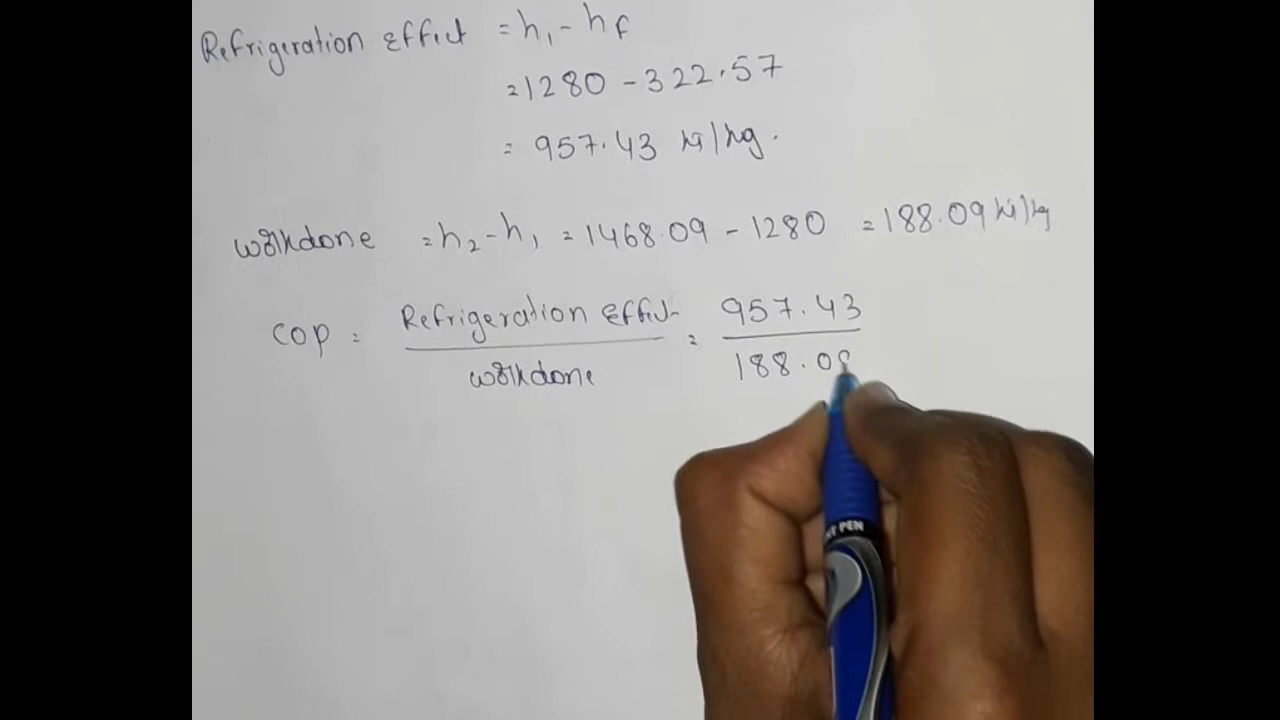 Refrigeration Effect = h₁ - hf
= 1280 - 322.57
= 957.43 kJ/kg.
workdone = h₂ - h₁ = 1468.09 - 1280 = 188.09 kJ/kg
COP = Refrigeration Effect / workdone = 957.43 / 188.09
PEN